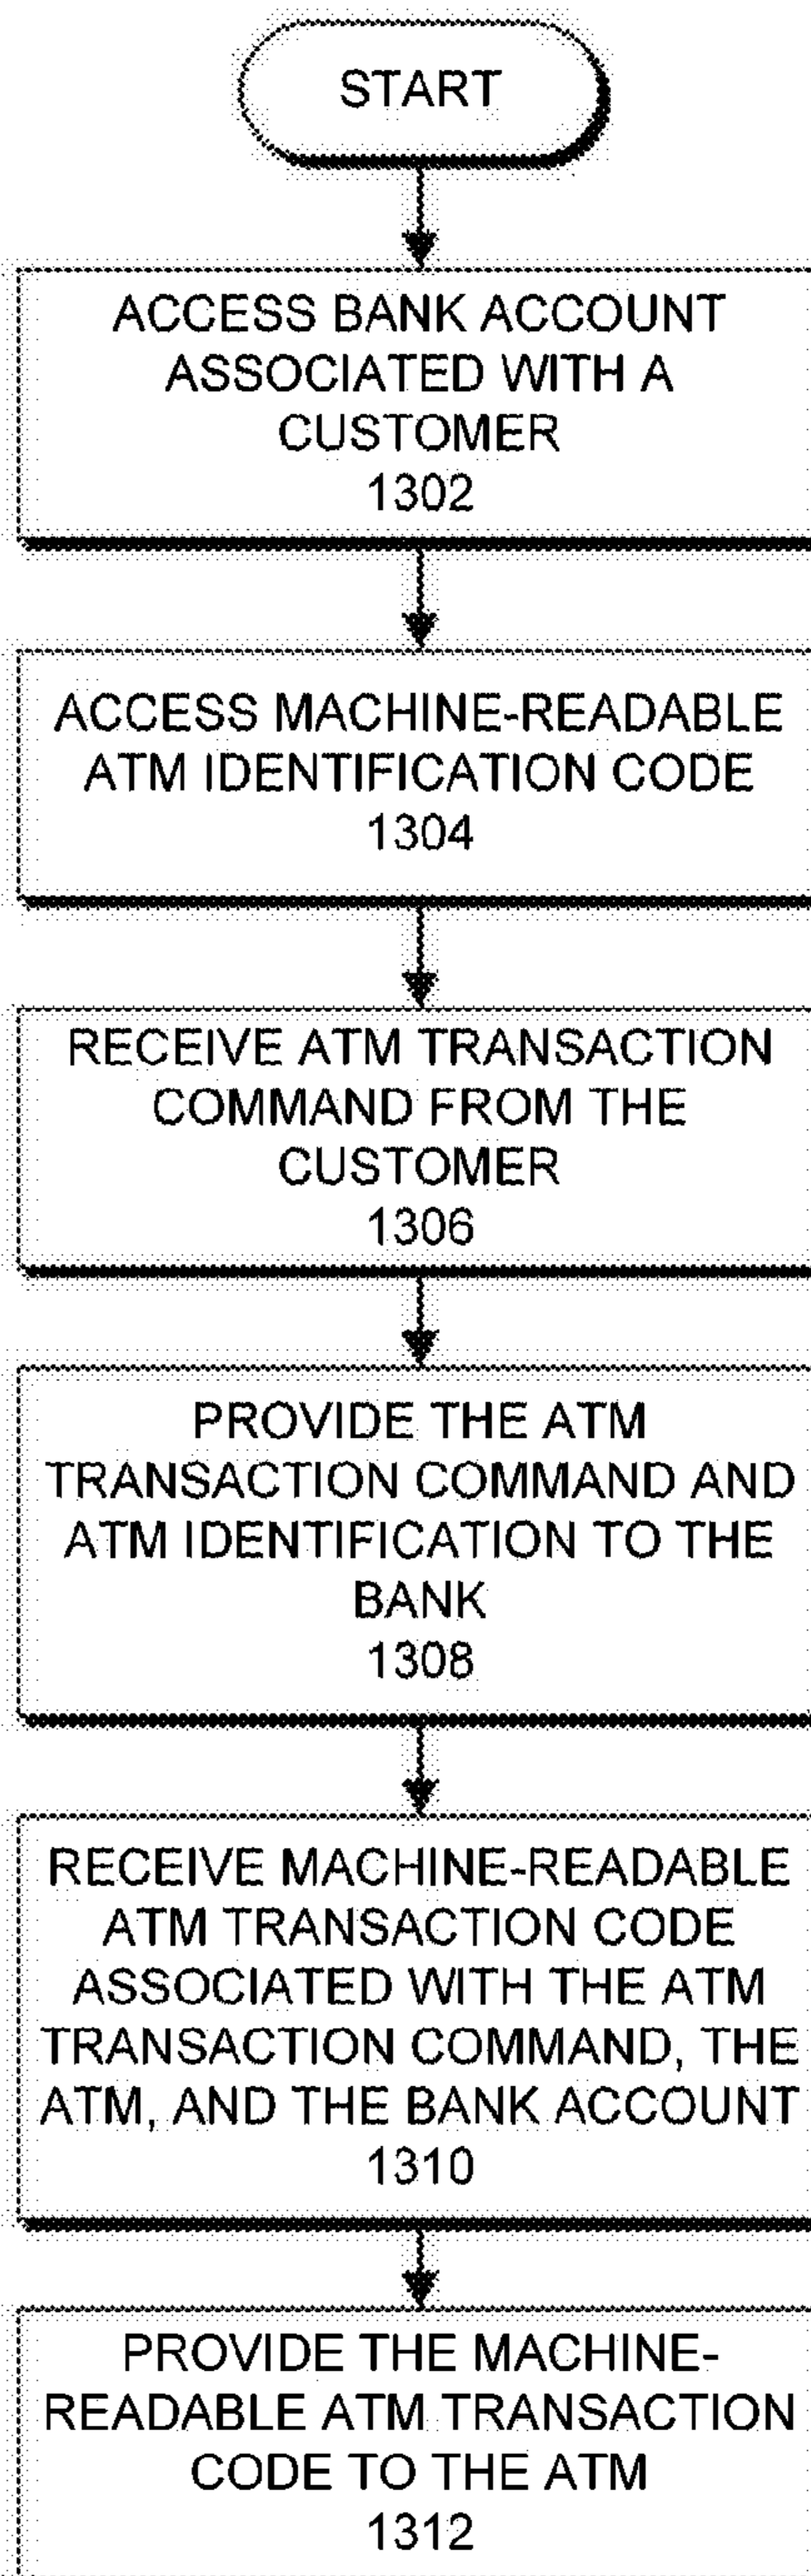 START
ACCESS BANK ACCOUNT
ASSOCIATED WITH A
CUSTOMER
1302
ACCESS MACHINE-READABLE
ATM IDENTIFICATION CODE
1304
RECEIVE ATM TRANSACTION
COMMAND FROM THE
CUSTOMER
1306
PROVIDE THE ATM
TRANSACTION COMMAND AND
ATM IDENTIFICATION TO THE
BANK
1308
RECEIVE MACHINE-READABLE
ATM TRANSACTION CODE
ASSOCIATED WITH THE ATM
TRANSACTION COMMAND, THE
ATM, AND THE BANK ACCOUNT
1310
PROVIDE THE MACHINE-
READABLE ATM TRANSACTION
CODE TO THE ATM
1312